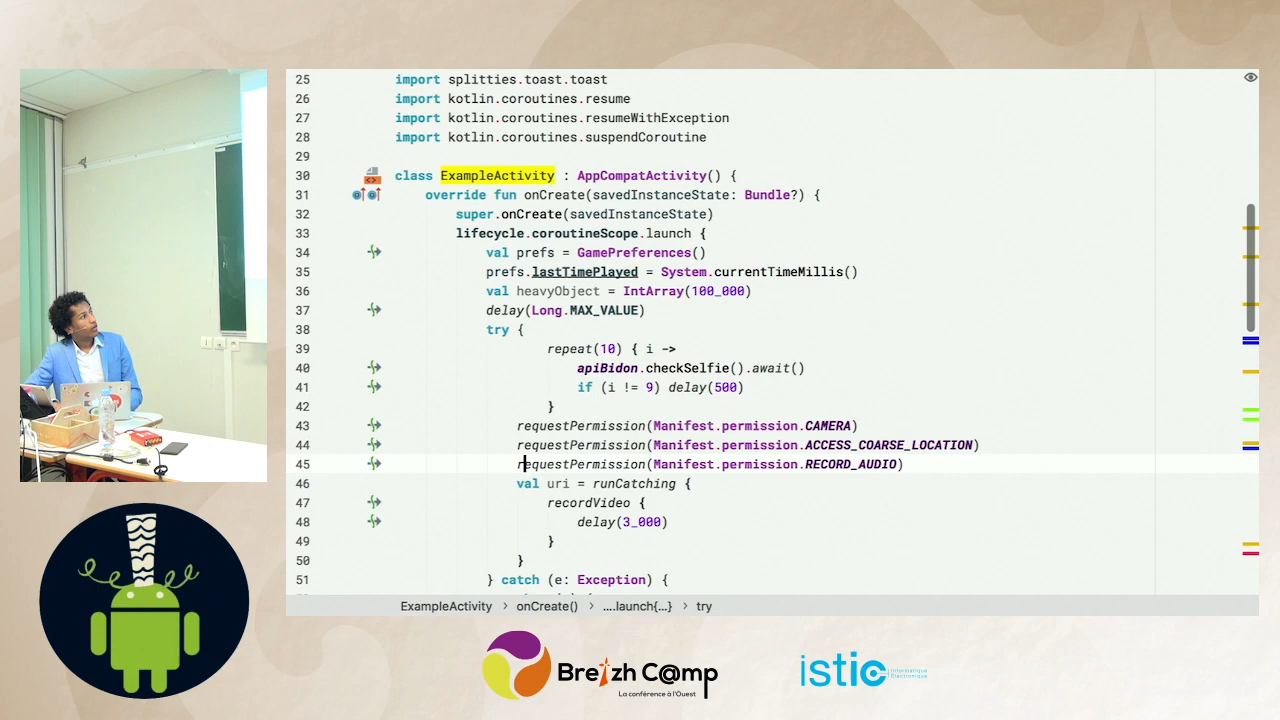 25 import splitties.toast.toast
26 import kotlin.coroutines.resume
27 import kotlin.coroutines.resumeWithException
28 import kotlin.coroutines.suspendCoroutine
29
30 class ExampleActivity : AppCompatActivity() {
31 override fun onCreate(savedInstanceState: Bundle?) {
32 super.onCreate(savedInstanceState)
33 lifecycle.coroutineScope.launch {
34 val prefs = GamePreferences()
35 prefs.lastTimePlayed = System.currentTimeMillis()
36 val heavyObject = IntArray(100_000)
37 delay(Long.MAX_VALUE)
38 try {
39 repeat(10) { i ->
40 apiBidon.checkSelfie().await()
41 if (i != 9) delay(500)
42 }
43 requestPermission(Manifest.permission.CAMERA)
44 requestPermission(Manifest.permission.ACCESS_COARSE_LOCATION)
45 requestPermission(Manifest.permission.RECORD_AUDIO)
46 val uri = runCatching {
47 recordVideo {
48 delay(3_000)
49 }
50 }
51 } catch (e: Exception) {
ExampleActivity › onCreate() › ....launch{...} › try
Breizh C@mp
La conférence à l'Ouest
istic
Informatique
Électronique